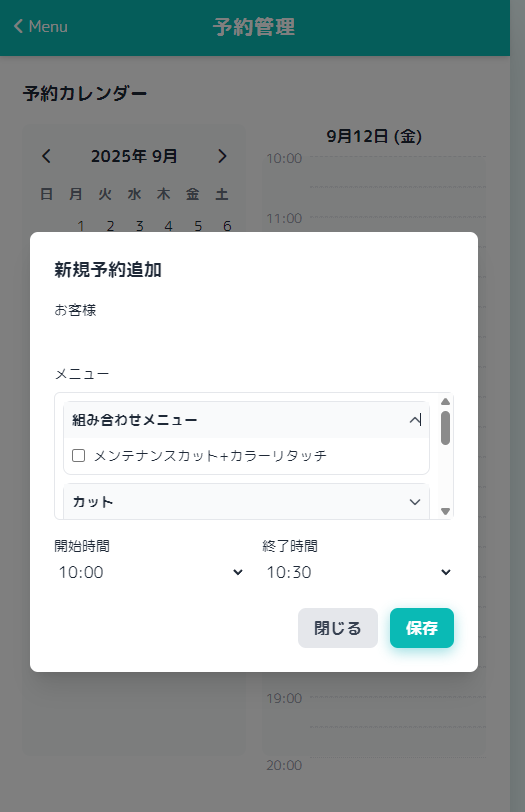 Menu
予約管理
予約カレンダー
2025年 9月
日 月 火 水 木 金 土
1 2 3 4 5 6
9月12日 (金)
10:00
11:00
新規予約追加
お客様
メニュー
組み合わせメニュー
メンテナンスカット+カラーリタッチ
カット
開始時間 終了時間
10:00 10:30
閉じる 保存
19:00
20:00